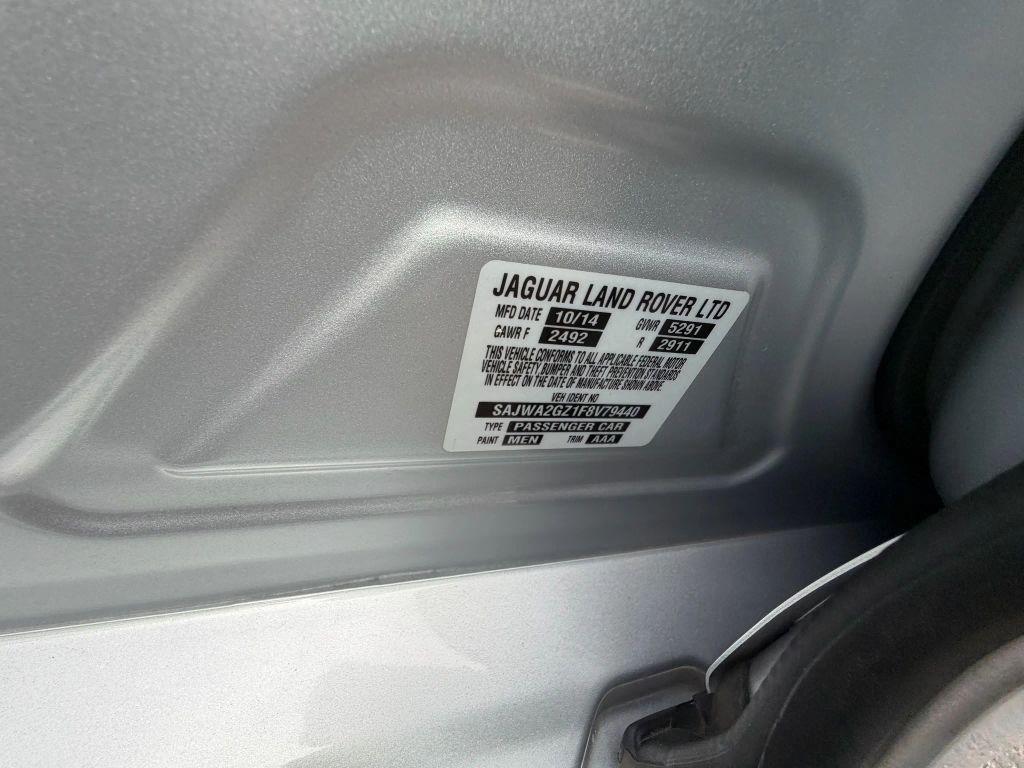 JAGUAR LAND ROVER LTD
MFD DATE 10/14 GVWR 5291
GAWR F 2492 R 2911
THIS VEHICLE CONFORMS TO ALL APPLICABLE FEDERAL MOTOR
VEHICLE SAFETY BUMPER AND THEFT PREVENTION STANDARDS
IN EFFECT ON THE DATE OF MANUFACTURE SHOWN ABOVE
VEH IDENT NO
SAJWA2GZ1F8V79440
TYPE PASSENGER CAR
PAINT MEN TRIM AAA